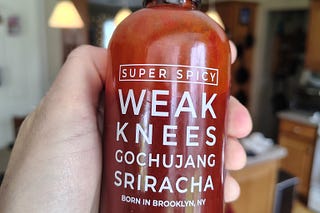 SUPER SPICY
WEAK
KNEES
GOCHUJANG
SRIRACHA
BORN IN BROOKLYN, NY